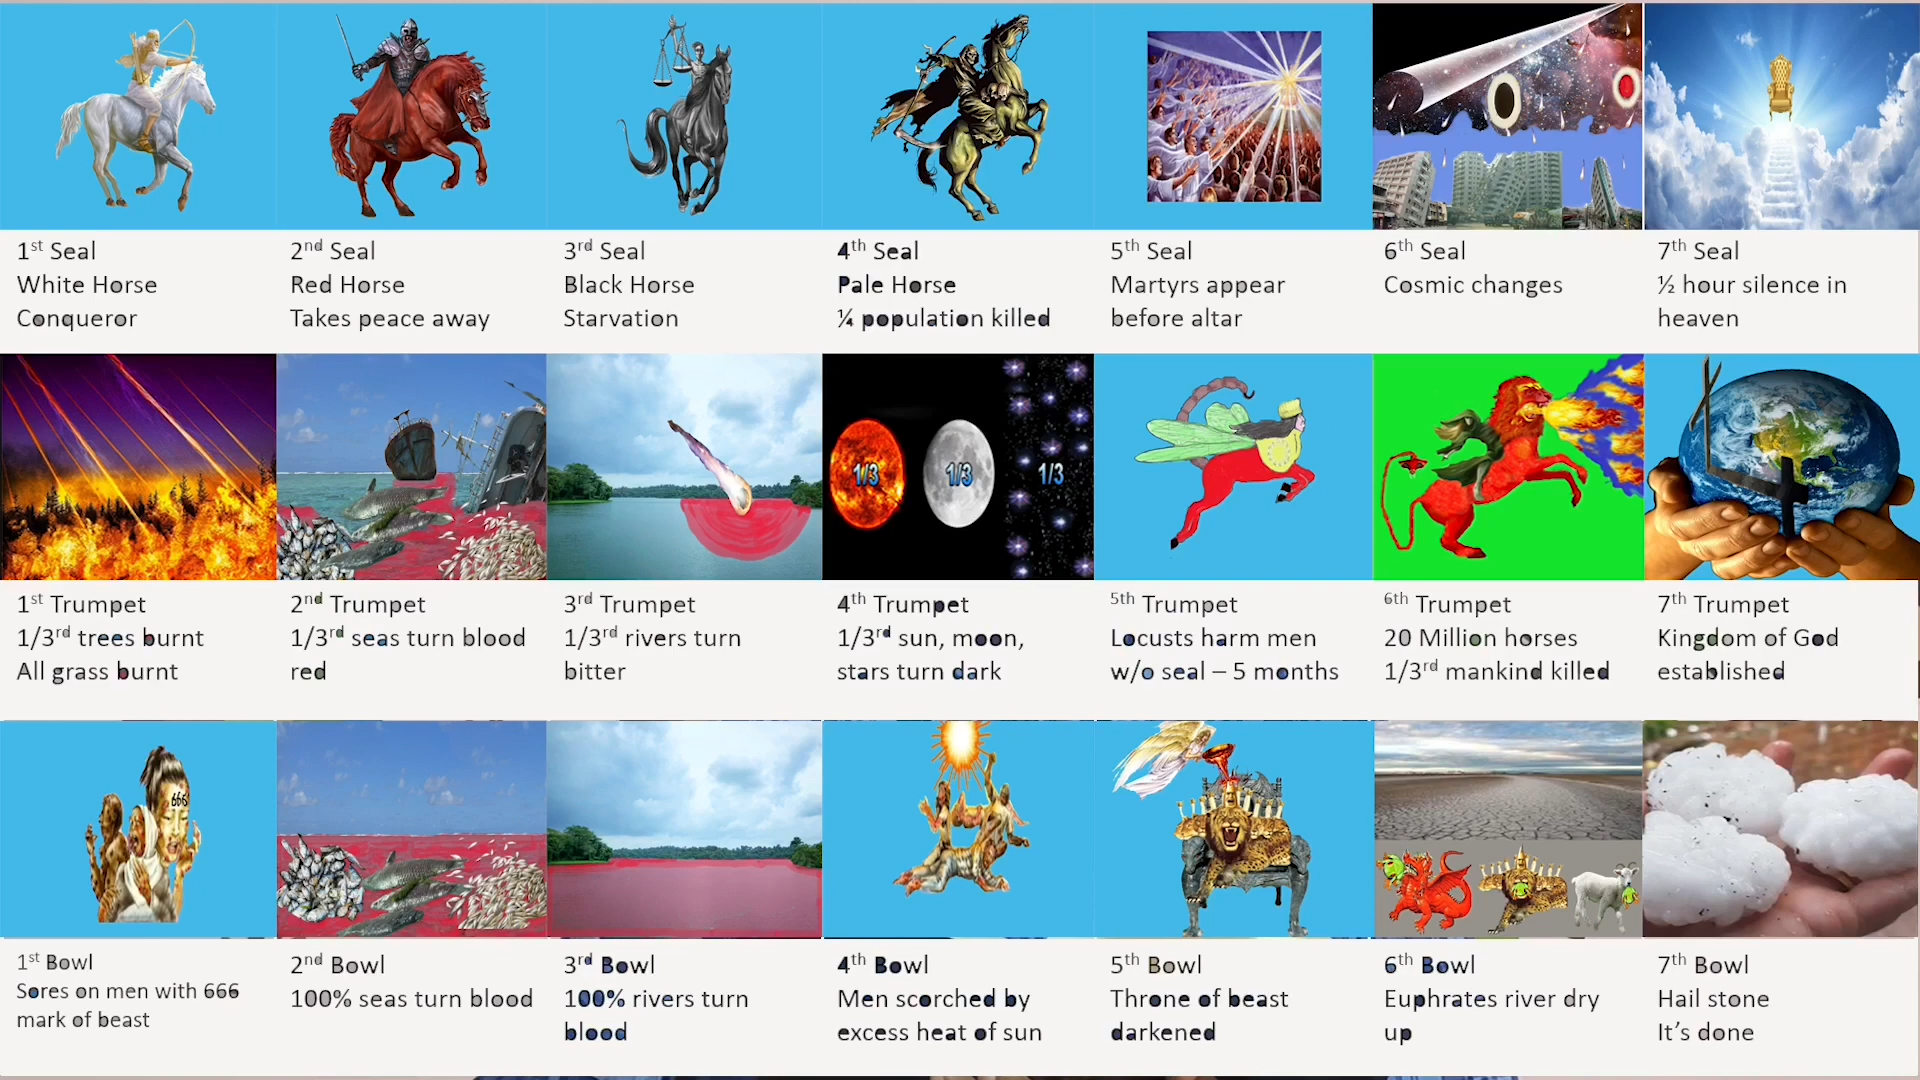 1st Seal
White Horse
Conqueror
2nd Seal
Red Horse
Takes peace away
3rd Seal
Black Horse
Starvation
4th Seal
Pale Horse
¼ population killed
5th Seal
Martyrs appear
before altar
6th Seal
Cosmic changes
7th Seal
½ hour silence in
heaven
1/3
1/3
1/3
1st Trumpet
1/3rd trees burnt
All grass burnt
2nd Trumpet
1/3rd seas turn blood
red
3rd Trumpet
1/3rd rivers turn
bitter
4th Trumpet
1/3rd sun, moon,
stars turn dark
5th Trumpet
Locusts harm men
w/o seal – 5 months
6th Trumpet
20 Million horses
1/3rd mankind killed
7th Trumpet
Kingdom of God
established
666
1st Bowl
Sores on men with 666
mark of beast
2nd Bowl
100% seas turn blood
3rd Bowl
100% rivers turn
blood
4th Bowl
Men scorched by
excess heat of sun
5th Bowl
Throne of beast
darkened
6th Bowl
Euphrates river dry
up
7th Bowl
Hail stone
It's done